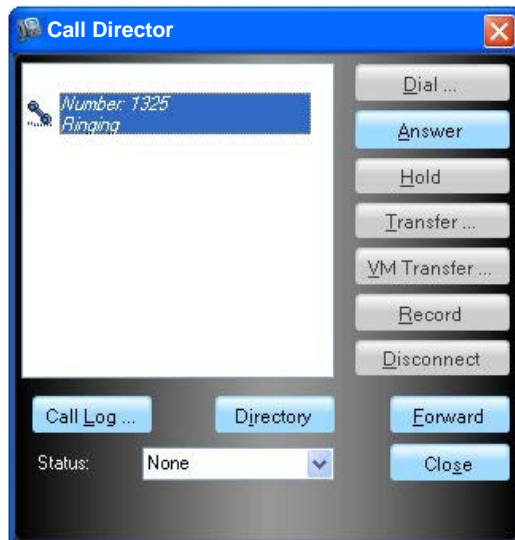 Call Director
Number: 1325
Ringing
Dial ...
Answer
Hold
Transfer ...
VM Transfer ...
Record
Disconnect
Call Log ...
Directory
Forward
Status:
None
Close